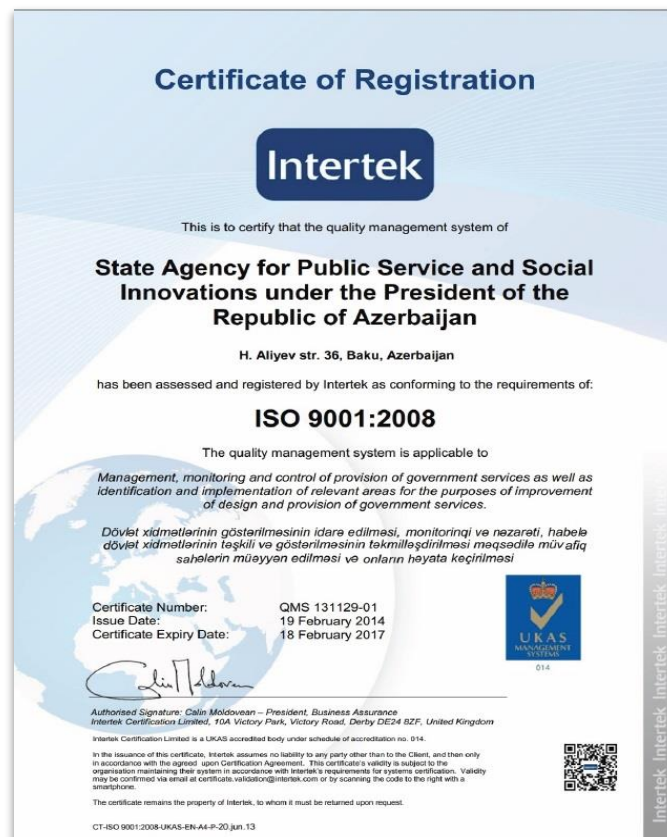 Certificate of Registration
Intertek
This is to certify that the quality management system of
State Agency for Public Service and Social
Innovations under the President of the
Republic of Azerbaijan
H. Aliyev str. 36, Baku, Azerbaijan
has been assessed and registered by Intertek as conforming to the requirements of:
ISO 9001:2008
The quality management system is applicable to
Management, monitoring and control of provision of government services as well as
identification and implementation of relevant areas for the purposes of improvement
of design and provision of government services.
Dövlət xidmətlərinin göstərilməsinin idarə edilməsi, monitorinqi və nəzarəti, habelə
dövlət xidmətlərinin təşkili və göstərilməsinin təkmilləşdirilməsi məqsədilə müvafiq
sahələrin müəyyən edilməsi və onların həyata keçirilməsi
Certificate Number: QMS 131129-01
Issue Date: 19 February 2014
Certificate Expiry Date: 18 February 2017
UKAS
MANAGEMENT
SYSTEMS
014
Authorised Signature: Calin Moldovean – President, Business Assurance
Intertek Certification Limited, 10A Victory Park, Victory Road, Derby DE24 8ZF, United Kingdom
Intertek Certification Limited is a UKAS accredited body under schedule of accreditation no. 014.
In the issuance of this certificate, Intertek assumes no liability to any party other than to the Client, and then only
in accordance with the agreed upon Certification Agreement. This certificate's validity is subject to the
organisation maintaining their system in accordance with Intertek's requirements for systems certification. Validity
may be confirmed via email at certificate.validation@intertek.com or by scanning the code to the right with a
smartphone.
The certificate remains the property of Intertek, to whom it must be returned upon request.
CT-ISO 9001:2008-UKAS-EN-A4-P-20.jun.13
Intertek Intertek Intertek Intertek Intertek Intertek